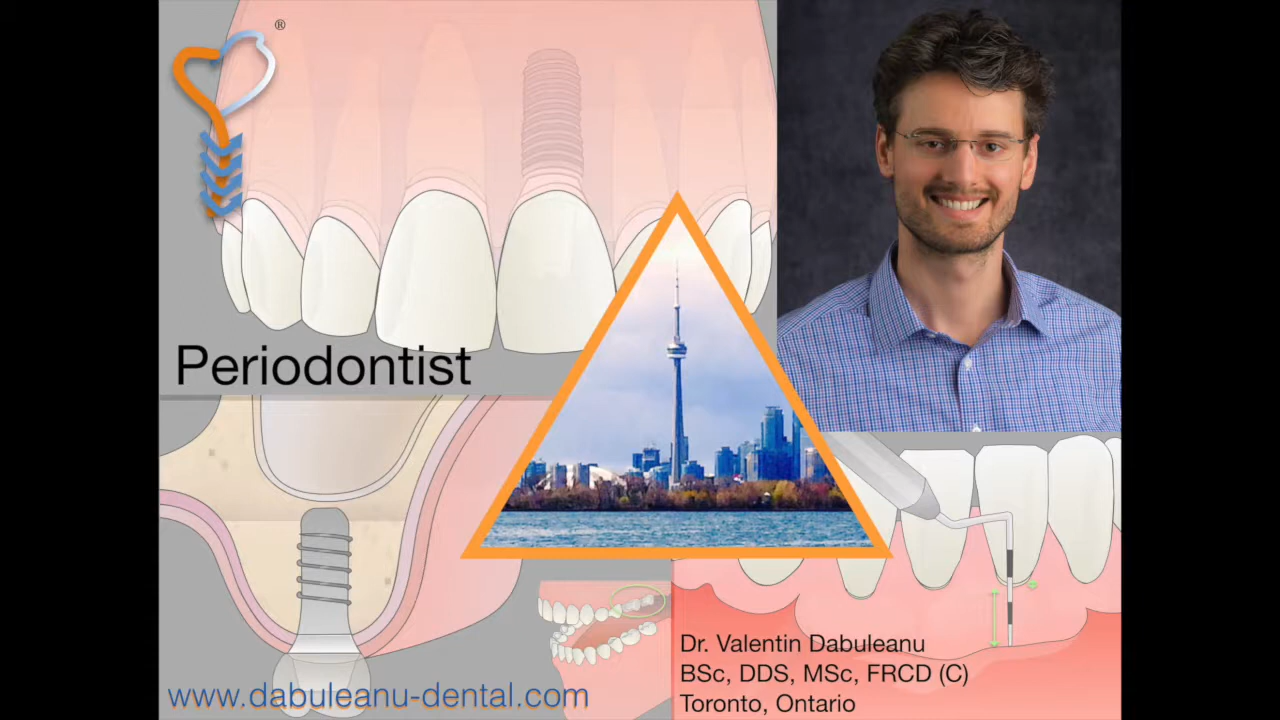 ®
Periodontist
Dr. Valentin Dabuleanu
BSc, DDS, MSc, FRCD (C)
Toronto, Ontario
www.dabuleanu-dental.com